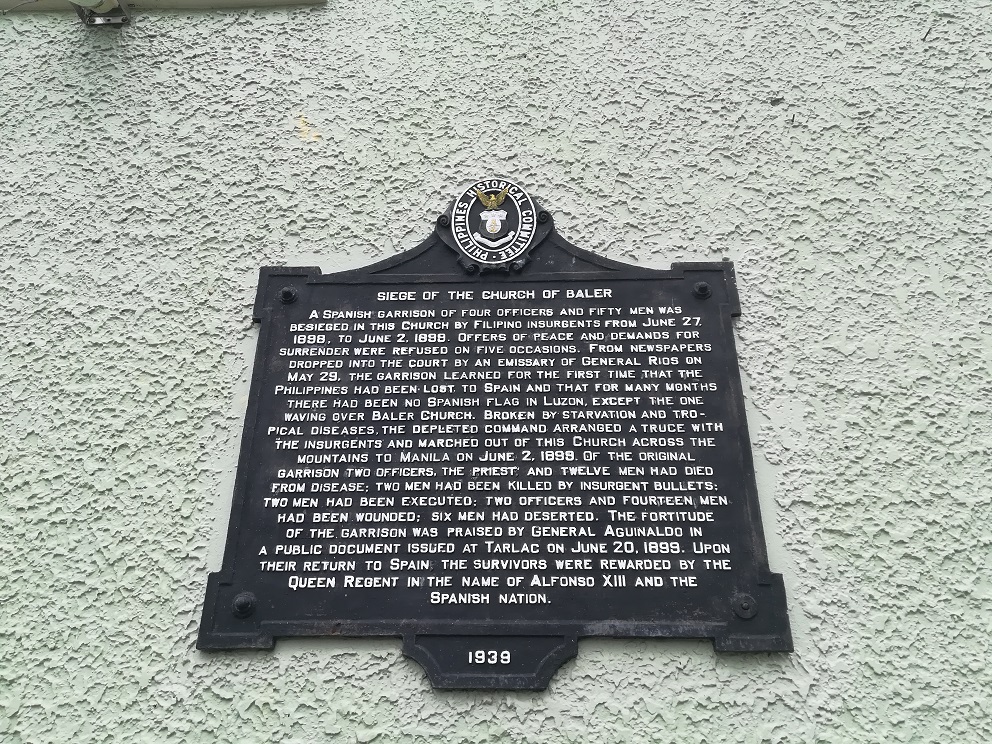 PHILIPPINES HISTORICAL COMMITTEE
SIEGE OF THE CHURCH OF BALER
A SPANISH GARRISON OF FOUR OFFICERS AND FIFTY MEN WAS
BESIEGED IN THIS CHURCH BY FILIPINO INSURGENTS FROM JUNE 27,
1898, TO JUNE 2, 1899. OFFERS OF PEACE AND DEMANDS FOR
SURRENDER WERE REFUSED ON FIVE OCCASIONS. FROM NEWSPAPERS
DROPPED INTO THE COURT BY AN EMISSARY OF GENERAL RIOS ON
MAY 29, THE GARRISON LEARNED FOR THE FIRST TIME THAT THE
PHILIPPINES HAD BEEN LOST TO SPAIN AND THAT FOR MANY MONTHS
THERE HAD BEEN NO SPANISH FLAG IN LUZON, EXCEPT THE ONE
WAVING OVER BALER CHURCH. BROKEN BY STARVATION AND TRO-
PICAL DISEASES, THE DEPLETED COMMAND ARRANGED A TRUCE WITH
THE INSURGENTS AND MARCHED OUT OF THIS CHURCH ACROSS THE
MOUNTAINS TO MANILA ON JUNE 2, 1899. OF THE ORIGINAL
GARRISON TWO OFFICERS, THE PRIEST AND TWELVE MEN HAD DIED
FROM DISEASE; TWO MEN HAD BEEN KILLED BY INSURGENT BULLETS;
TWO MEN HAD BEEN EXECUTED; TWO OFFICERS AND FOURTEEN MEN
HAD BEEN WOUNDED; SIX MEN HAD DESERTED. THE FORTITUDE
OF THE GARRISON WAS PRAISED BY GENERAL AGUINALDO IN
A PUBLIC DOCUMENT ISSUED AT TARLAC ON JUNE 20, 1899. UPON
THEIR RETURN TO SPAIN THE SURVIVORS WERE REWARDED BY THE
QUEEN REGENT IN THE NAME OF ALFONSO XIII AND THE
SPANISH NATION.
1939